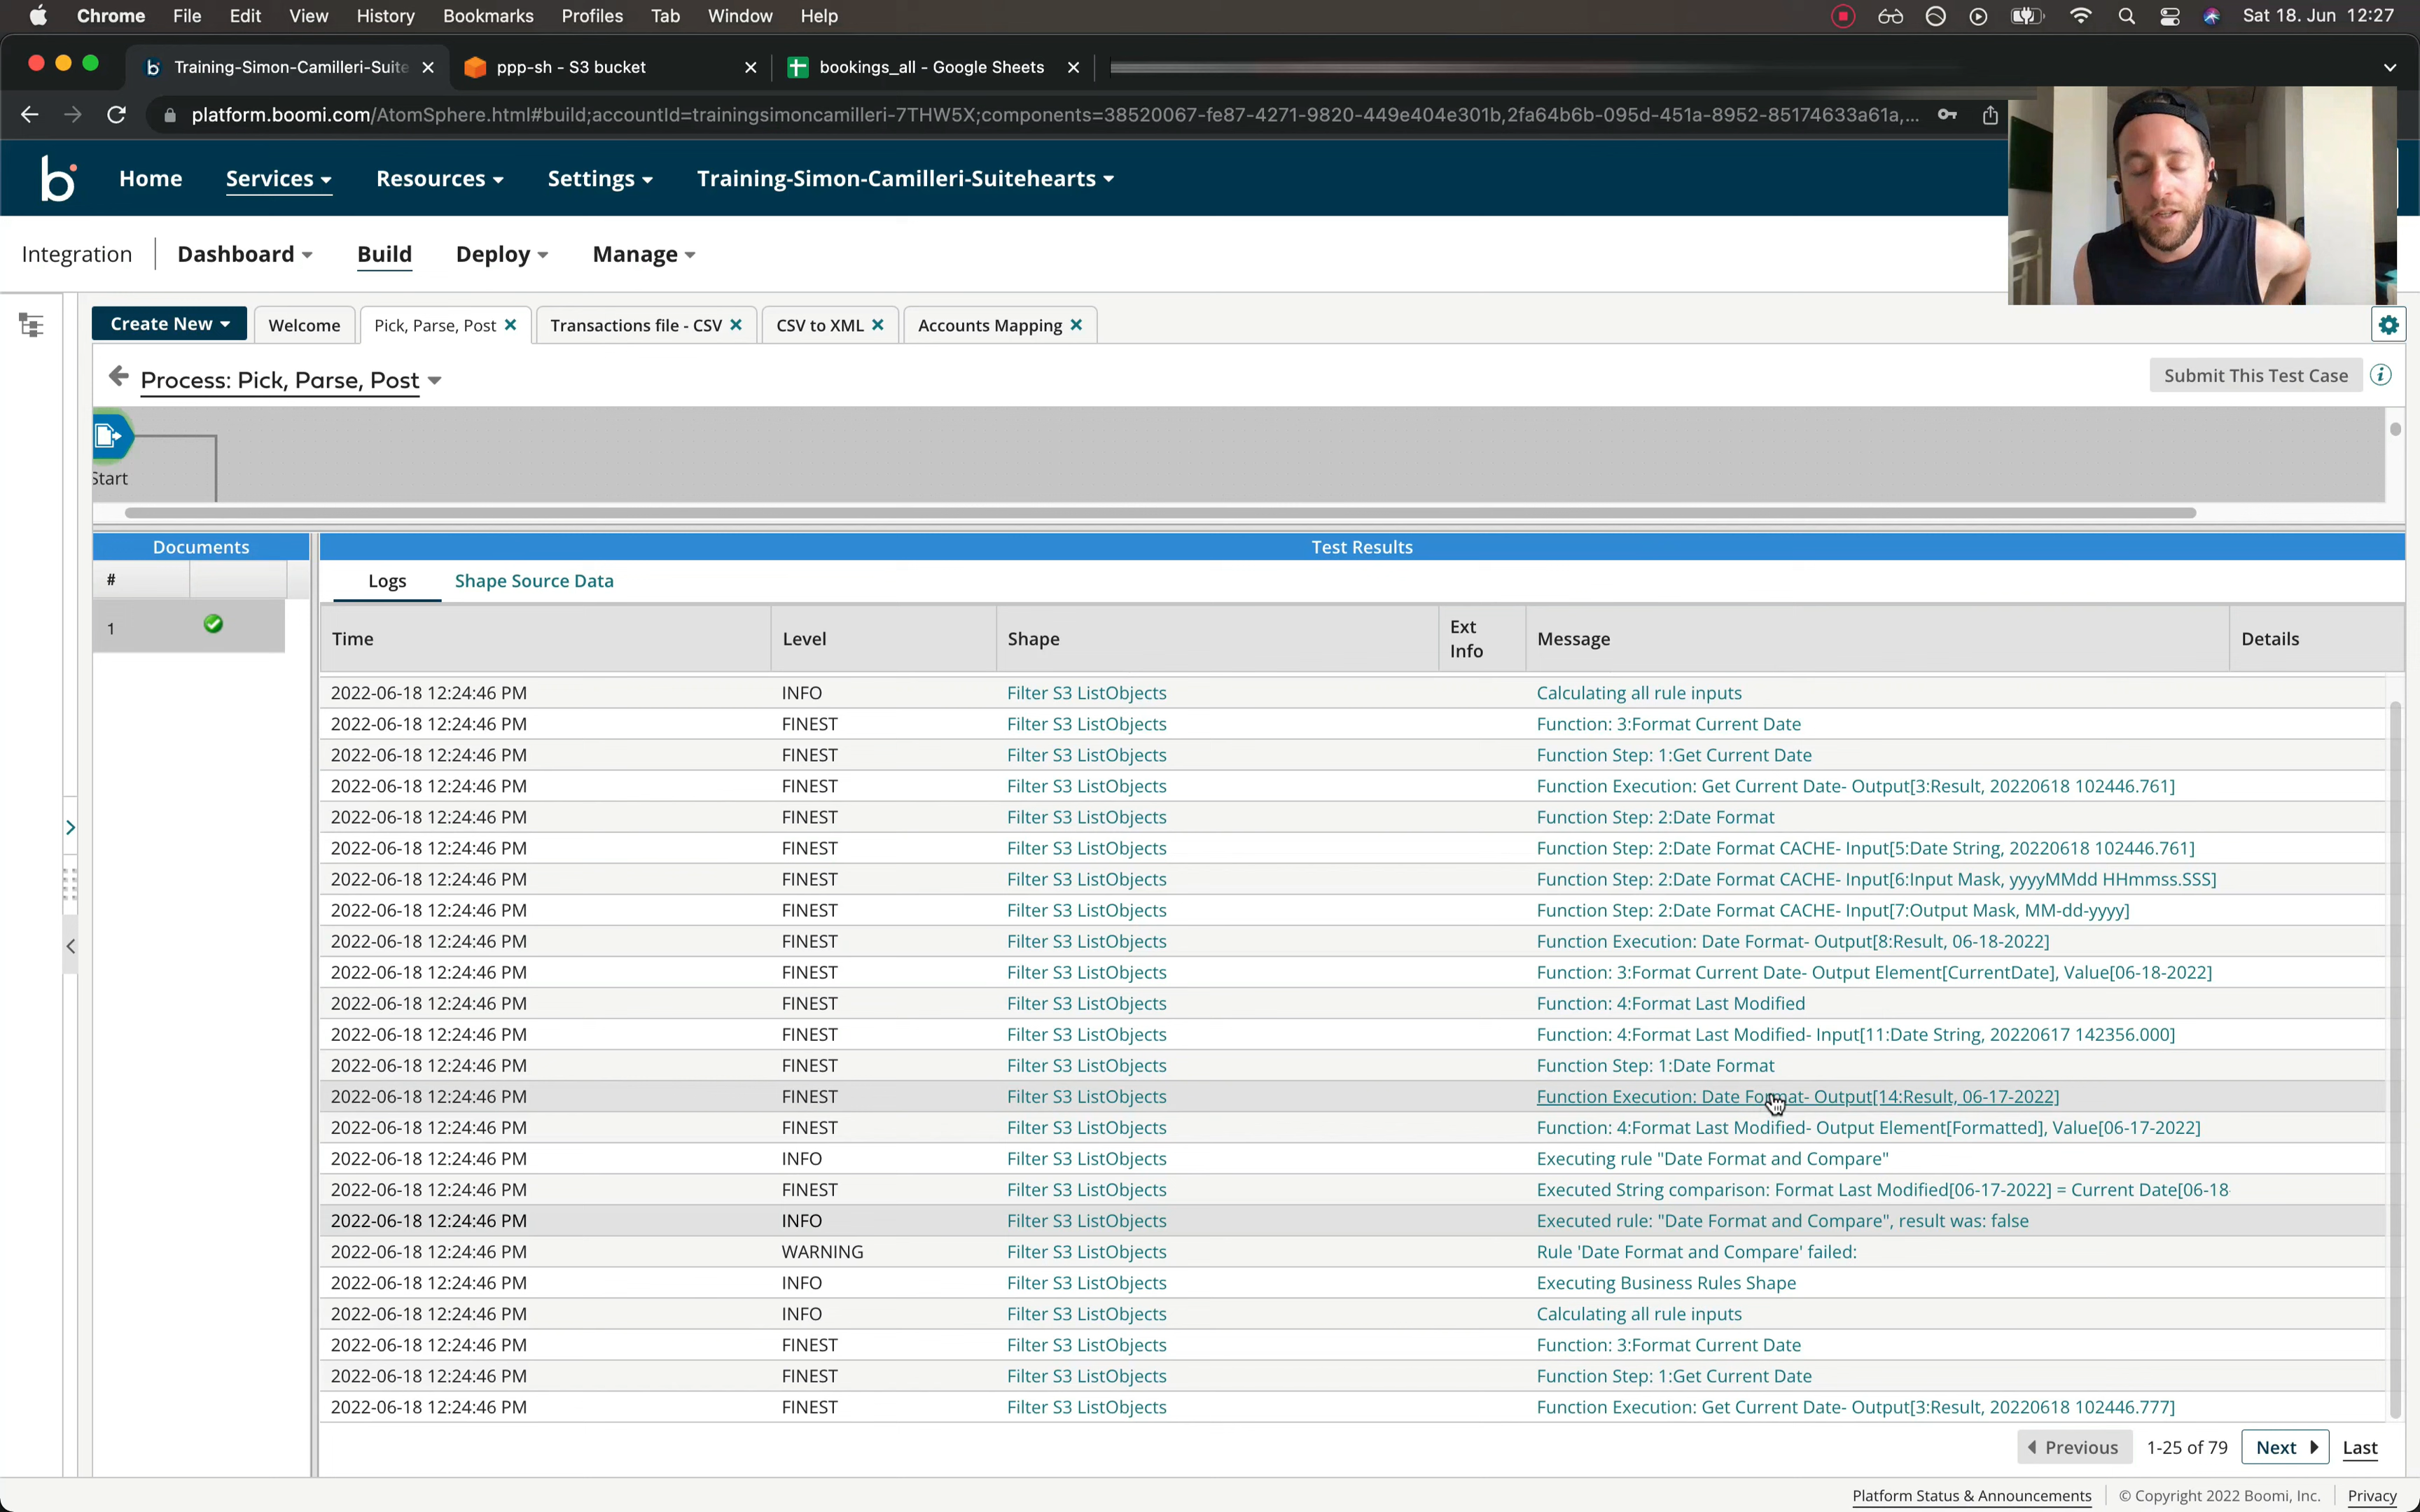 Chrome File Edit View History Bookmarks Profiles Tab Window Help Sat 18. Jun 12:27
Training-Simon-Camilleri-Suite ppp-sh - S3 bucket bookings_all - Google Sheets
platform.boomi.com/AtomSphere.html#build;accountId=trainingsimoncamilleri-7THW5X;components=38520067-fe87-4271-9820-449e404e301b,2fa64b6b-095d-451a-8952-85174633a61a,...
b Home Services Resources Settings Training-Simon-Camilleri-Suitehearts
Integration Dashboard Build Deploy Manage
Create New Welcome Pick, Parse, Post Transactions file - CSV CSV to XML Accounts Mapping
Process: Pick, Parse, Post Submit This Test Case i
Start
Documents Test Results
# Logs Shape Source Data
1
Time Level Shape Ext Info Message Details
2022-06-18 12:24:46 PM INFO Filter S3 ListObjects Calculating all rule inputs
2022-06-18 12:24:46 PM FINEST Filter S3 ListObjects Function: 3:Format Current Date
2022-06-18 12:24:46 PM FINEST Filter S3 ListObjects Function Step: 1:Get Current Date
2022-06-18 12:24:46 PM FINEST Filter S3 ListObjects Function Execution: Get Current Date- Output[3:Result, 20220618 102446.761]
2022-06-18 12:24:46 PM FINEST Filter S3 ListObjects Function Step: 2:Date Format
2022-06-18 12:24:46 PM FINEST Filter S3 ListObjects Function Step: 2:Date Format CACHE- Input[5:Date String, 20220618 102446.761]
2022-06-18 12:24:46 PM FINEST Filter S3 ListObjects Function Step: 2:Date Format CACHE- Input[6:Input Mask, yyyyMMdd HHmmss.SSS]
2022-06-18 12:24:46 PM FINEST Filter S3 ListObjects Function Step: 2:Date Format CACHE- Input[7:Output Mask, MM-dd-yyyy]
2022-06-18 12:24:46 PM FINEST Filter S3 ListObjects Function Execution: Date Format- Output[8:Result, 06-18-2022]
2022-06-18 12:24:46 PM FINEST Filter S3 ListObjects Function: 3:Format Current Date- Output Element[CurrentDate], Value[06-18-2022]
2022-06-18 12:24:46 PM FINEST Filter S3 ListObjects Function: 4:Format Last Modified
2022-06-18 12:24:46 PM FINEST Filter S3 ListObjects Function: 4:Format Last Modified- Input[11:Date String, 20220617 142356.000]
2022-06-18 12:24:46 PM FINEST Filter S3 ListObjects Function Step: 1:Date Format
2022-06-18 12:24:46 PM FINEST Filter S3 ListObjects Function Execution: Date Format- Output[14:Result, 06-17-2022]
2022-06-18 12:24:46 PM FINEST Filter S3 ListObjects Function: 4:Format Last Modified- Output Element[Formatted], Value[06-17-2022]
2022-06-18 12:24:46 PM INFO Filter S3 ListObjects Executing rule "Date Format and Compare"
2022-06-18 12:24:46 PM FINEST Filter S3 ListObjects Executed String comparison: Format Last Modified[06-17-2022] = Current Date[06-18-
2022-06-18 12:24:46 PM INFO Filter S3 ListObjects Executed rule: "Date Format and Compare", result was: false
2022-06-18 12:24:46 PM WARNING Filter S3 ListObjects Rule 'Date Format and Compare' failed:
2022-06-18 12:24:46 PM INFO Filter S3 ListObjects Executing Business Rules Shape
2022-06-18 12:24:46 PM INFO Filter S3 ListObjects Calculating all rule inputs
2022-06-18 12:24:46 PM FINEST Filter S3 ListObjects Function: 3:Format Current Date
2022-06-18 12:24:46 PM FINEST Filter S3 ListObjects Function Step: 1:Get Current Date
2022-06-18 12:24:46 PM FINEST Filter S3 ListObjects Function Execution: Get Current Date- Output[3:Result, 20220618 102446.777]
Previous 1-25 of 79 Next Last
Platform Status & Announcements © Copyright 2022 Boomi, Inc. Privacy